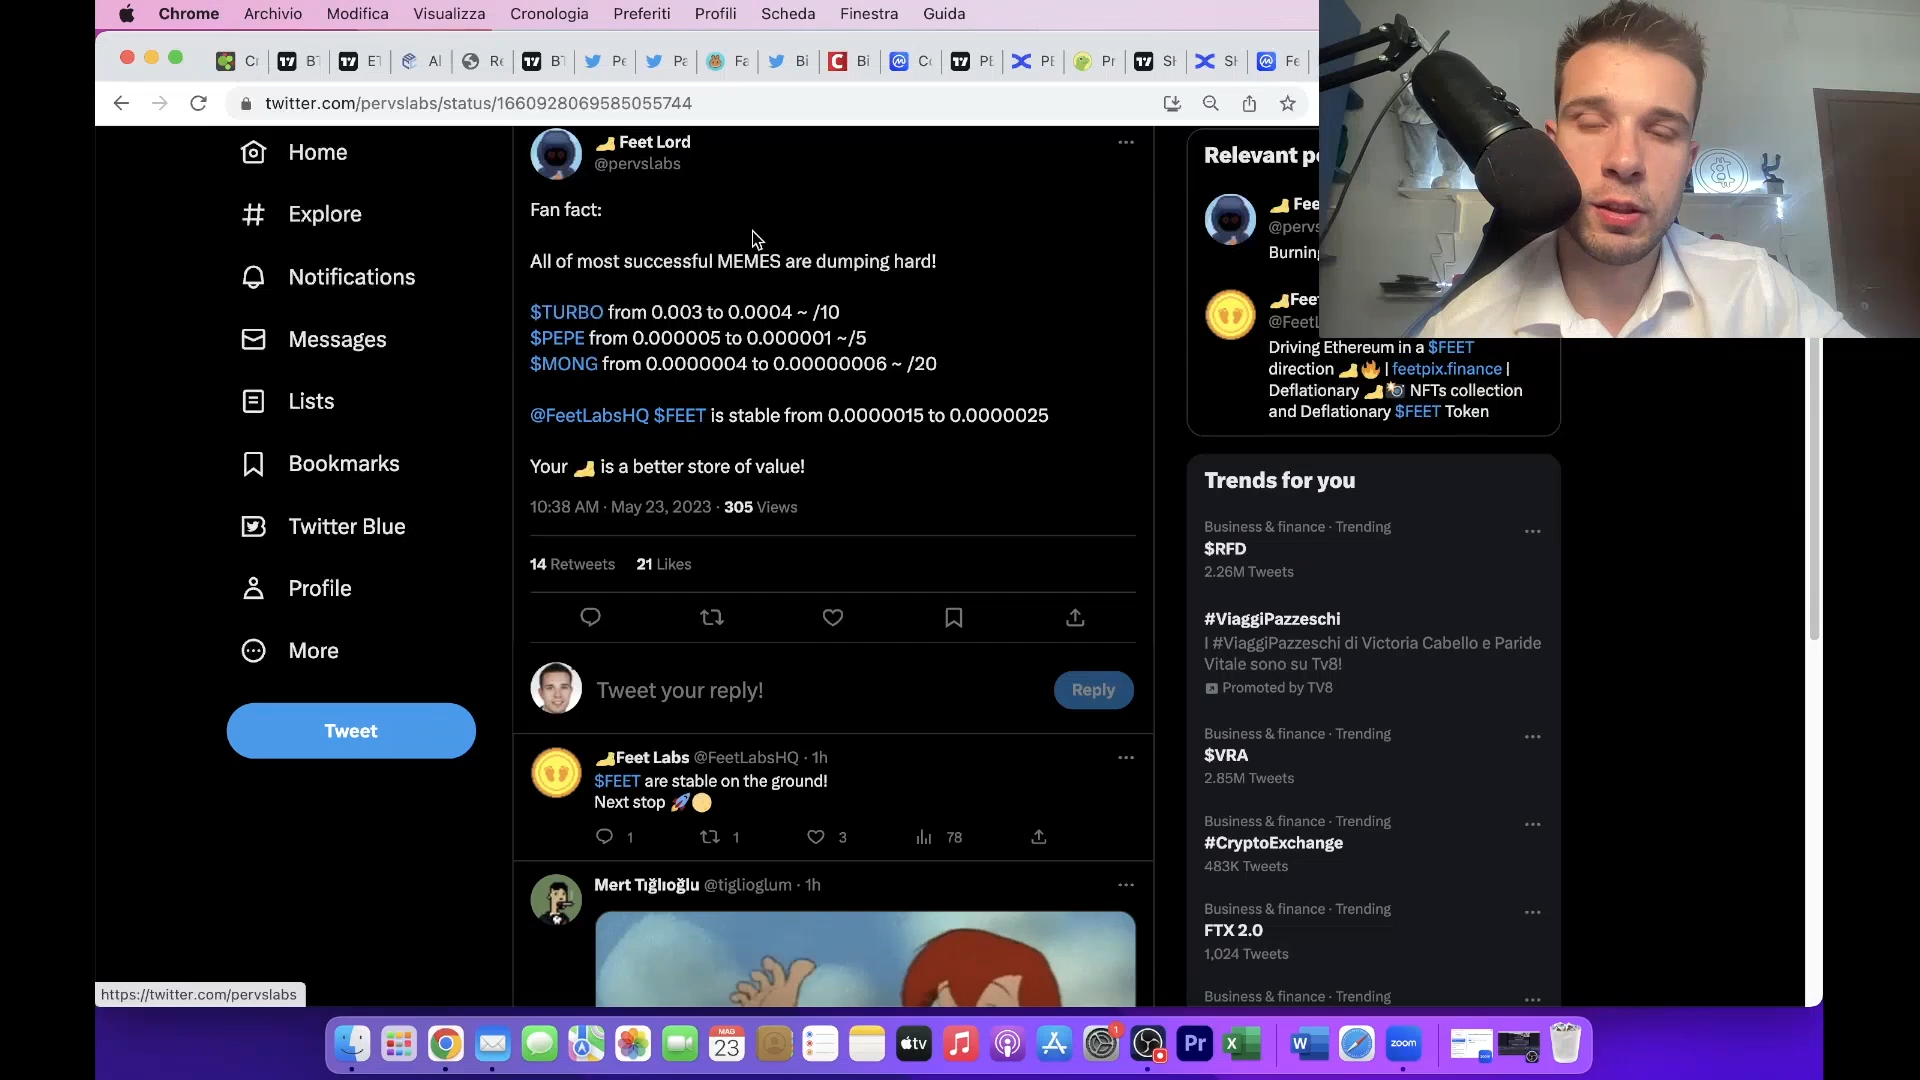 Chrome Archivio Modifica Visualizza Cronologia Preferiti Profili Scheda Finestra Guida
twitter.com/pervslabs/status/1660928069585055744
Home
Explore
Notifications
Messages
Lists
Bookmarks
Twitter Blue
Profile
More
Tweet
Feet Lord
@pervslabs
Fan fact:
All of most successful MEMES are dumping hard!
$TURBO from 0.003 to 0.0004 ~ /10
$PEPE from 0.000005 to 0.000001 ~/5
$MONG from 0.0000004 to 0.00000006 ~ /20
@FeetLabsHQ $FEET is stable from 0.0000015 to 0.0000025
Your 🦶 is a better store of value!
10:38 AM · May 23, 2023 · 305 Views
14 Retweets 21 Likes
Tweet your reply!
Reply
Feet Labs @FeetLabsHQ · 1h
$FEET are stable on the ground!
Next stop 🚀🌕
1 1 3 78
Mert Tığlıoğlu @tiglioglum · 1h
Relevant
Burning
Driving Ethereum in a $FEET
direction 🦶🔥 | feetpix.finance |
Deflationary 🦶📸 NFTs collection
and Deflationary $FEET Token
Trends for you
Business & finance · Trending
$RFD
2.26M Tweets
#ViaggiPazzeschi
I #ViaggiPazzeschi di Victoria Cabello e Paride
Vitale sono su Tv8!
Promoted by TV8
Business & finance · Trending
$VRA
2.85M Tweets
Business & finance · Trending
#CryptoExchange
483K Tweets
Business & finance · Trending
FTX 2.0
1,024 Tweets
Business & finance · Trending
https://twitter.com/pervslabs
MAG
23
tv
1
Pr
X
W
zoom